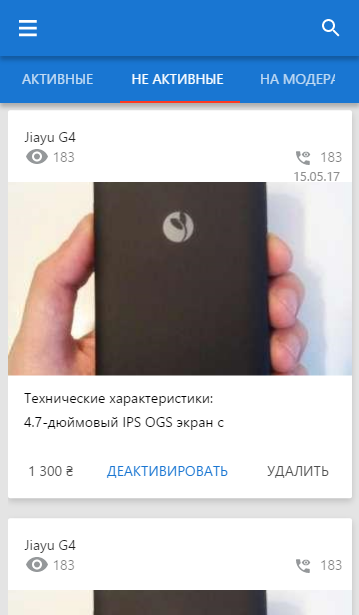 АКТИВНЫЕ НЕ АКТИВНЫЕ НА МОДЕРА
Jiayu G4
183 183
15.05.17
Технические характеристики:
4.7-дюймовый IPS OGS экран с
1 300 ₴ ДЕАКТИВИРОВАТЬ УДАЛИТЬ
Jiayu G4
183 183